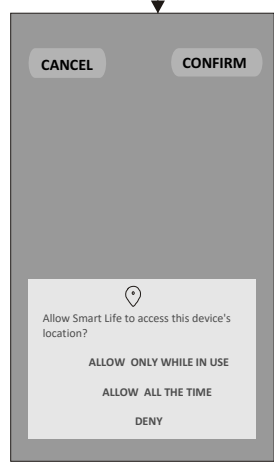 CANCEL
CONFIRM
Allow Smart Life to access this device's
location?
ALLOW ONLY WHILE IN USE
ALLOW ALL THE TIME
DENY